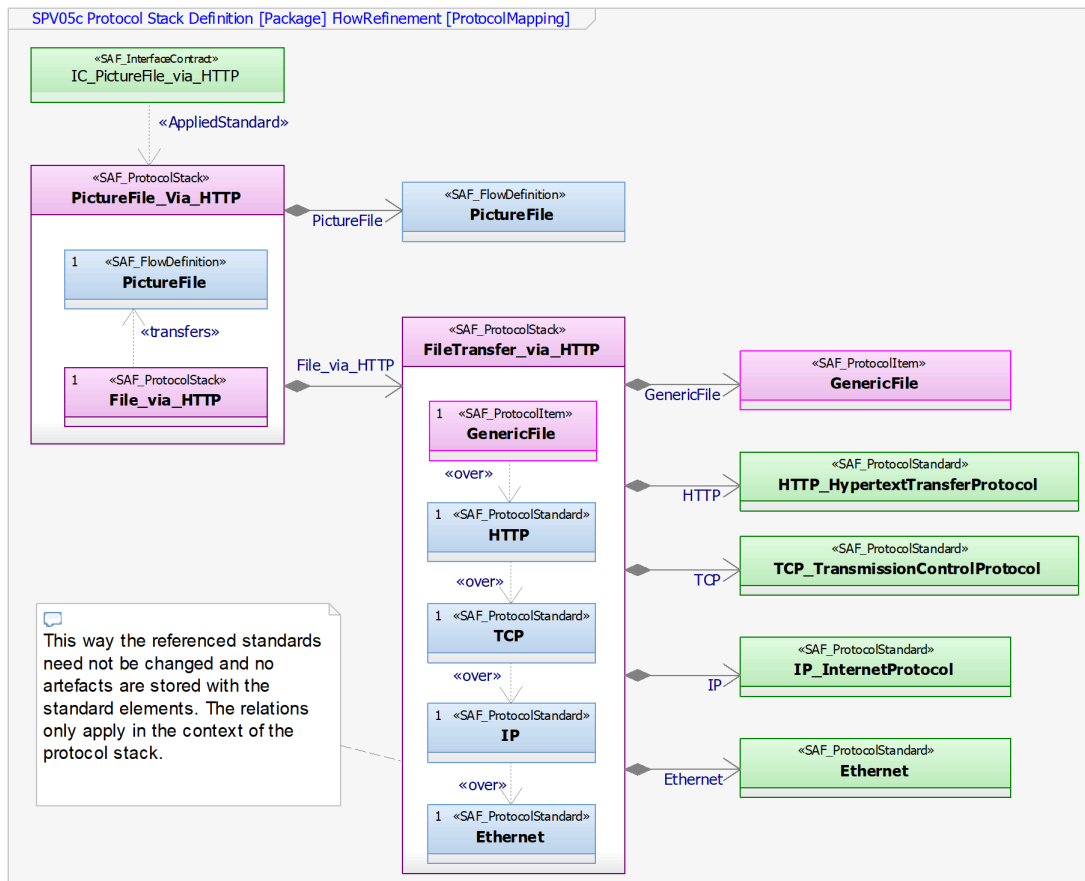 SPV05c Protocol Stack Definition [Package] FlowRefinement [ProtocolMapping]
«SAF_InterfaceContract»
IC_PictureFile_via_HTTP
«AppliedStandard»
«SAF_ProtocolStack»
PictureFile_Via_HTTP
«SAF_FlowDefinition»
PictureFile
PictureFile
1 «SAF_FlowDefinition»
PictureFile
«transfers»
1 «SAF_ProtocolStack»
File_via_HTTP
File_via_HTTP
«SAF_ProtocolStack»
FileTransfer_via_HTTP
«SAF_ProtocolItem»
GenericFile
GenericFile
1 «SAF_ProtocolItem»
GenericFile
«over»
«SAF_ProtocolStandard»
HTTP_HypertextTransferProtocol
HTTP
1 «SAF_ProtocolStandard»
HTTP
«over»
«SAF_ProtocolStandard»
TCP_TransmissionControlProtocol
TCP
1 «SAF_ProtocolStandard»
TCP
«over»
«SAF_ProtocolStandard»
IP_InternetProtocol
IP
1 «SAF_ProtocolStandard»
IP
«over»
«SAF_ProtocolStandard»
Ethernet
Ethernet
1 «SAF_ProtocolStandard»
Ethernet
This way the referenced standards
need not be changed and no
artefacts are stored with the
standard elements. The relations
only apply in the context of the
protocol stack.